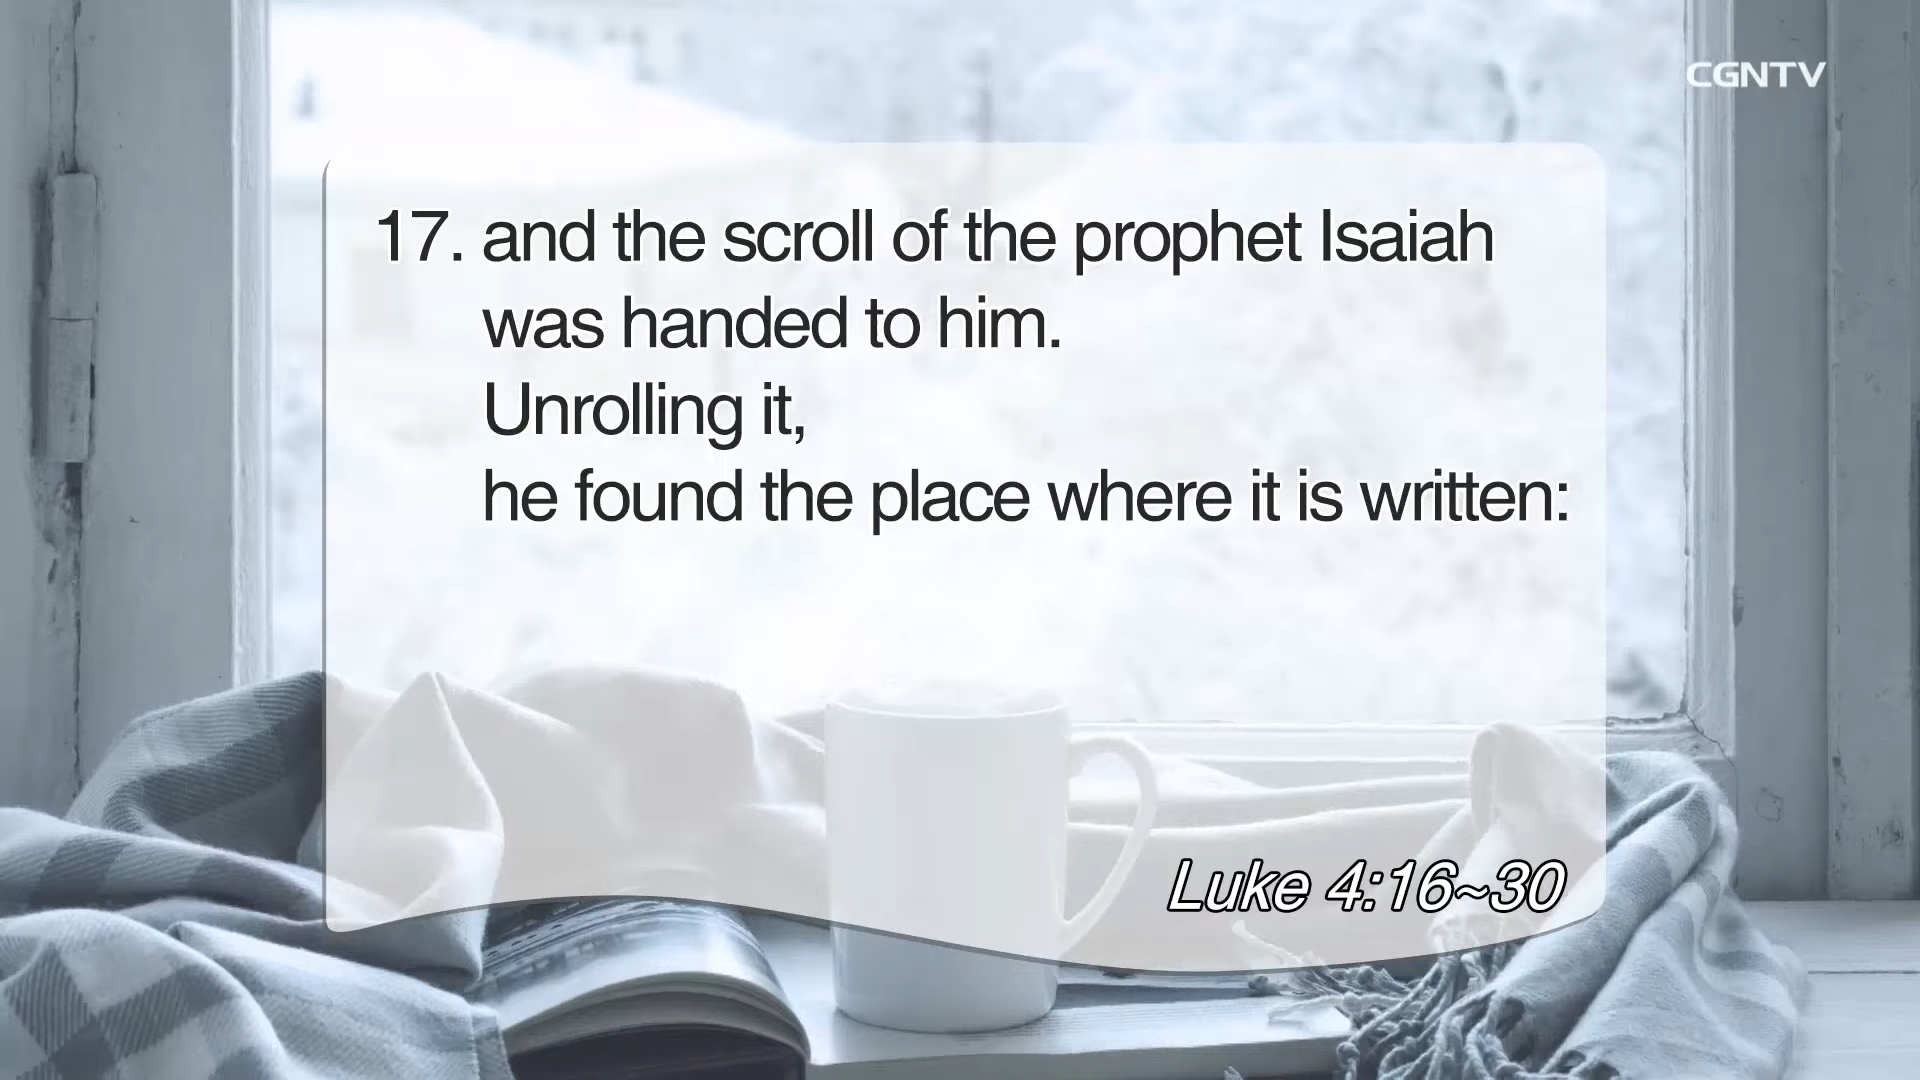 CGNTV
17. and the scroll of the prophet Isaiah
was handed to him.
Unrolling it,
he found the place where it is written:
Luke 4:16~30